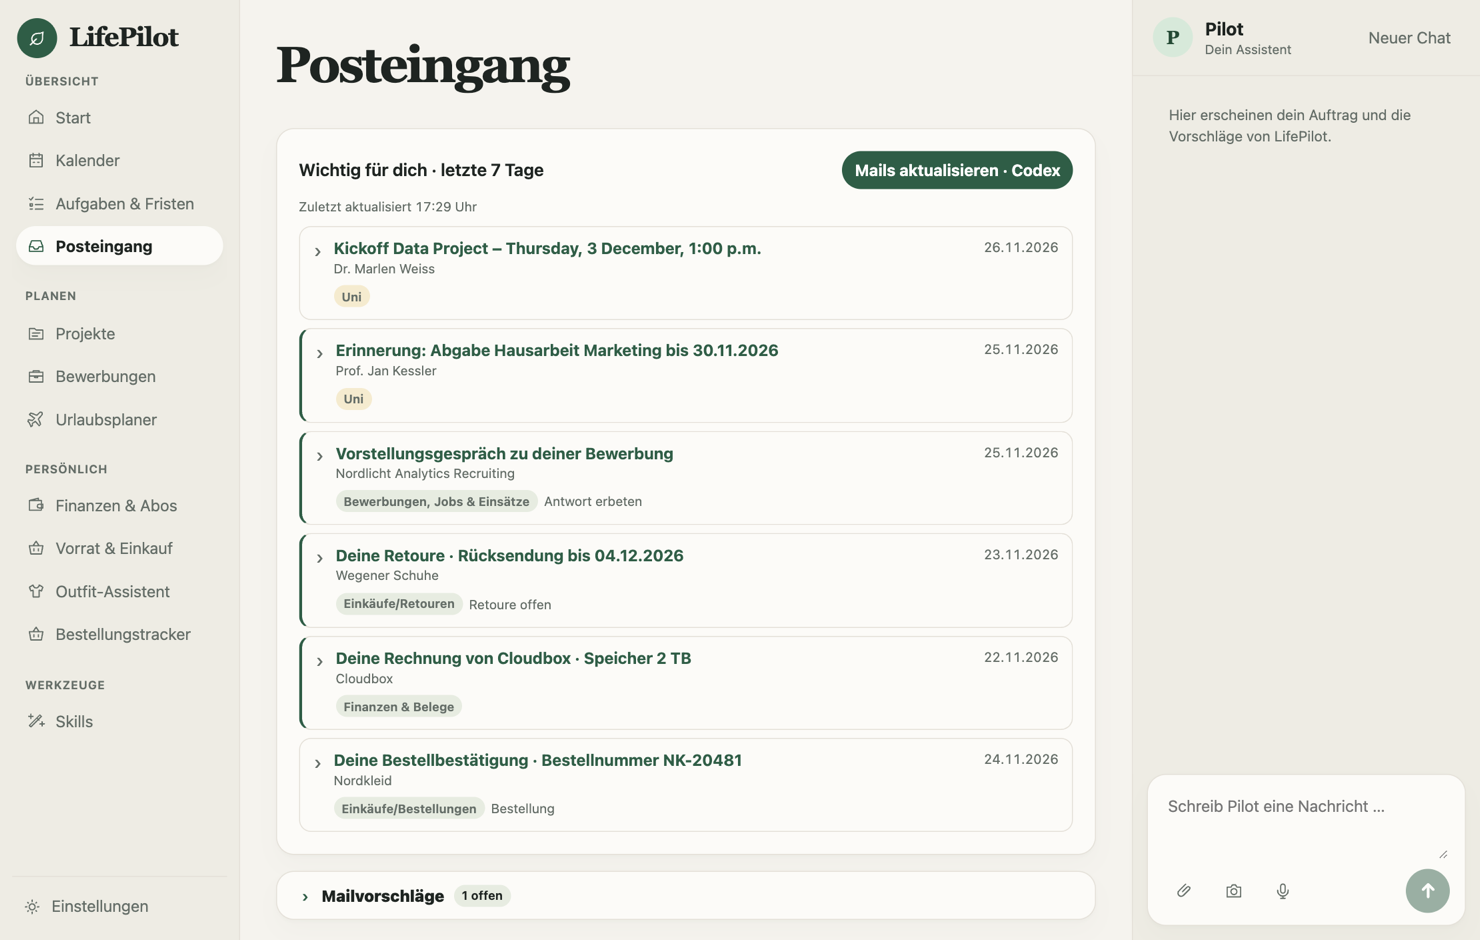 LifePilot
ÜBERSICHT
Start
Kalender
Aufgaben & Fristen
Posteingang
PLANEN
Projekte
Bewerbungen
Urlaubsplaner
PERSÖNLICH
Finanzen & Abos
Vorrat & Einkauf
Outfit-Assistent
Bestellungstracker
WERKZEUGE
Skills
Einstellungen
Posteingang
Wichtig für dich · letzte 7 Tage
Mails aktualisieren · Codex
Zuletzt aktualisiert 17:29 Uhr
Kickoff Data Project – Thursday, 3 December, 1:00 p.m. 26.11.2026
Dr. Marlen Weiss
Uni
Erinnerung: Abgabe Hausarbeit Marketing bis 30.11.2026 25.11.2026
Prof. Jan Kessler
Uni
Vorstellungsgespräch zu deiner Bewerbung 25.11.2026
Nordlicht Analytics Recruiting
Bewerbungen, Jobs & Einsätze Antwort erbeten
Deine Retoure · Rücksendung bis 04.12.2026 23.11.2026
Wegener Schuhe
Einkäufe/Retouren Retoure offen
Deine Rechnung von Cloudbox · Speicher 2 TB 22.11.2026
Cloudbox
Finanzen & Belege
Deine Bestellbestätigung · Bestellnummer NK-20481 24.11.2026
Nordkleid
Einkäufe/Bestellungen Bestellung
Mailvorschläge 1 offen
P
Pilot
Dein Assistent
Neuer Chat
Hier erscheinen dein Auftrag und die
Vorschläge von LifePilot.
Schreib Pilot eine Nachricht ...